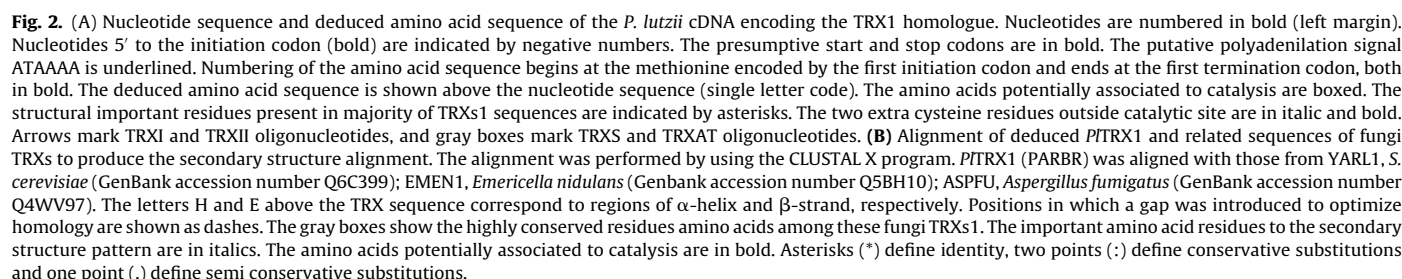 Fig. 2. (A) Nucleotide sequence and deduced amino acid sequence of the P. lutzii cDNA encoding the TRX1 homologue. Nucleotides are numbered in bold (left margin).
Nucleotides 5′ to the initiation codon (bold) are indicated by negative numbers. The presumptive start and stop codons are in bold. The putative polyadenilation signal
ATAAAA is underlined. Numbering of the amino acid sequence begins at the methionine encoded by the first initiation codon and ends at the first termination codon, both
in bold. The deduced amino acid sequence is shown above the nucleotide sequence (single letter code). The amino acids potentially associated to catalysis are boxed. The
structural important residues present in majority of TRXs1 sequences are indicated by asterisks. The two extra cysteine residues outside catalytic site are in italic and bold.
Arrows mark TRXI and TRXII oligonucleotides, and gray boxes mark TRXS and TRXAT oligonucleotides. (B) Alignment of deduced PlTRX1 and related sequences of fungi
TRXs to produce the secondary structure alignment. The alignment was performed by using the CLUSTAL X program. PlTRX1 (PARBR) was aligned with those from YARL1, S.
cerevisiae (GenBank accession number Q6C399); EMEN1, Emericella nidulans (Genbank accession number Q5BH10); ASPFU, Aspergillus fumigatus (GenBank accession number
Q4WV97). The letters H and E above the TRX sequence correspond to regions of α-helix and β-strand, respectively. Positions in which a gap was introduced to optimize
homology are shown as dashes. The gray boxes show the highly conserved residues amino acids among these fungi TRXs1. The important amino acid residues to the secondary
structure pattern are in italics. The amino acids potentially associated to catalysis are in bold. Asterisks (*) define identity, two points (:) define conservative substitutions
and one point (.) define semi conservative substitutions.